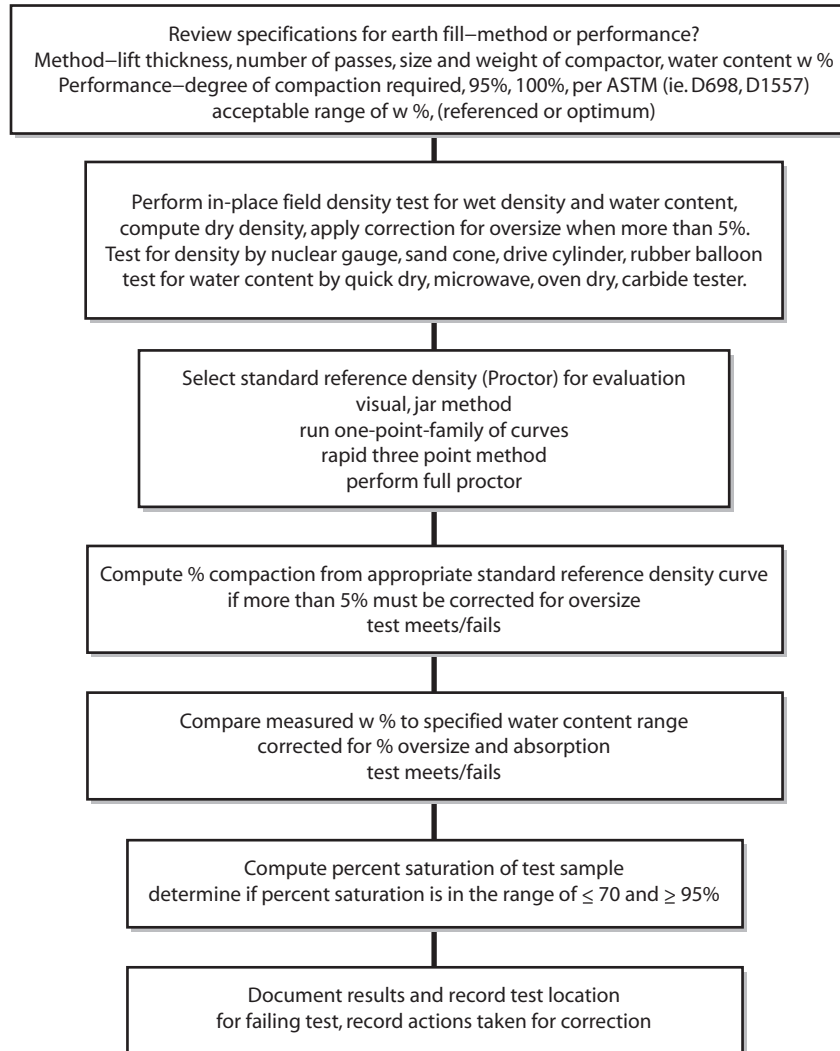 Review specifications for earth fill–method or performance?
Method–lift thickness, number of passes, size and weight of compactor, water content w %
Performance–degree of compaction required, 95%, 100%, per ASTM (ie. D698, D1557)
acceptable range of w %, (referenced or optimum)
Perform in-place field density test for wet density and water content,
compute dry density, apply correction for oversize when more than 5%.
Test for density by nuclear gauge, sand cone, drive cylinder, rubber balloon
test for water content by quick dry, microwave, oven dry, carbide tester.
Select standard reference density (Proctor) for evaluation
visual, jar method
run one-point-family of curves
rapid three point method
perform full proctor
Compute % compaction from appropriate standard reference density curve
if more than 5% must be corrected for oversize
test meets/fails
Compare measured w % to specified water content range
corrected for % oversize and absorption
test meets/fails
Compute percent saturation of test sample
determine if percent saturation is in the range of ≤ 70 and ≥ 95%
Document results and record test location
for failing test, record actions taken for correction